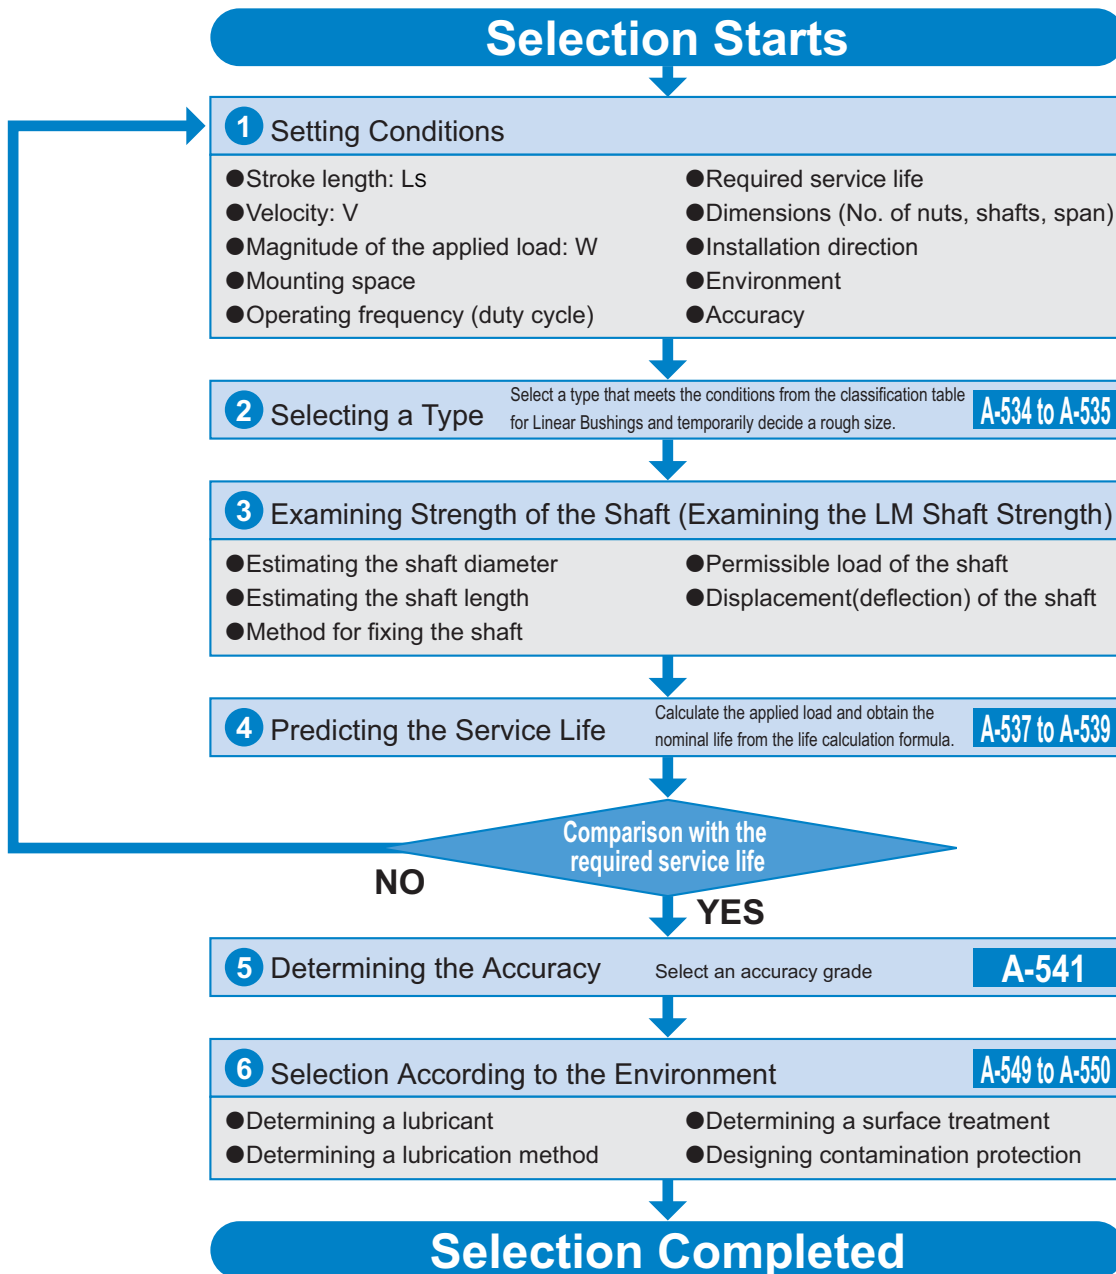 Selection Starts
1 Setting Conditions
●Stroke length: Ls
●Velocity: V
●Magnitude of the applied load: W
●Mounting space
●Operating frequency (duty cycle)
●Required service life
●Dimensions (No. of nuts, shafts, span)
●Installation direction
●Environment
●Accuracy
2 Selecting a Type
Select a type that meets the conditions from the classification table
for Linear Bushings and temporarily decide a rough size.
A-534 to A-535
3 Examining Strength of the Shaft (Examining the LM Shaft Strength)
●Estimating the shaft diameter
●Estimating the shaft length
●Method for fixing the shaft
●Permissible load of the shaft
●Displacement(deflection) of the shaft
4 Predicting the Service Life
Calculate the applied load and obtain the
nominal life from the life calculation formula.
A-537 to A-539
Comparison with the
required service life
NO
YES
5 Determining the Accuracy
Select an accuracy grade
A-541
6 Selection According to the Environment
A-549 to A-550
●Determining a lubricant
●Determining a lubrication method
●Determining a surface treatment
●Designing contamination protection
Selection Completed